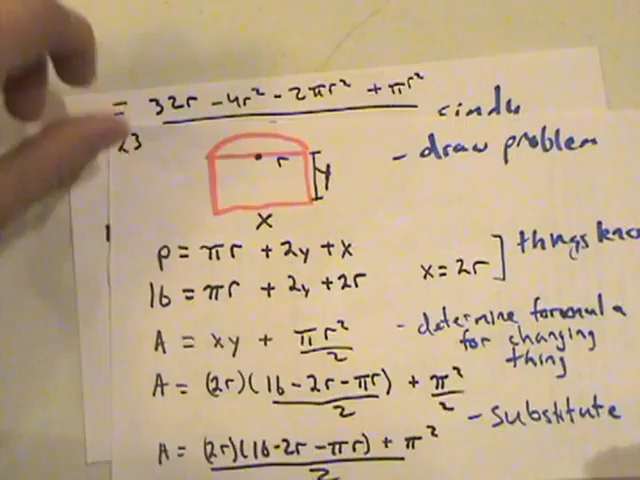 = 32r - 4r² - 2πr² + πr²
23
- draw problem
r
y
x
P = πr + 2y + x
things
16 = πr + 2y + 2r
x = 2r
A = xy + πr²/2
- determine formula
for changing
thing
A = (2r)(16 - 2r - πr)/2 + π²/2
- substitute
A = (2r)(16 - 2r - πr) + π²/2